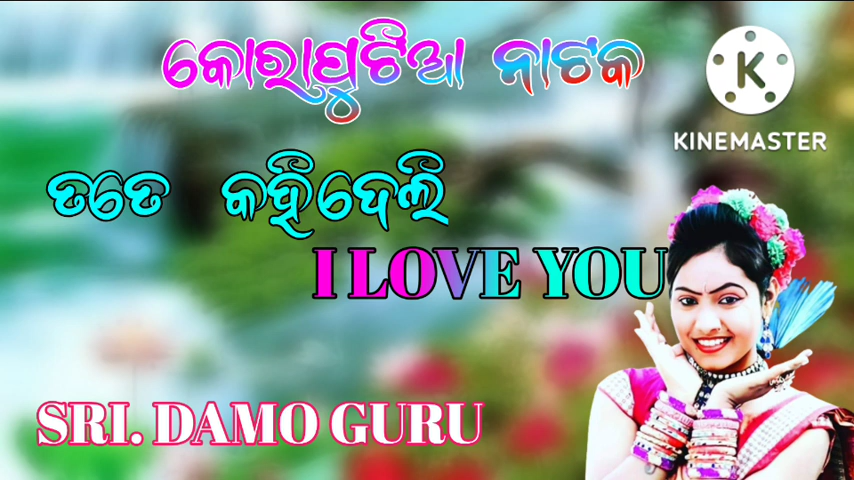 କୋରାପୁଟିଆ ନାଟକ
K
KINEMASTER
ତତେ କହିଦେଲି
I LOVE YOU
SRI. DAMO GURU